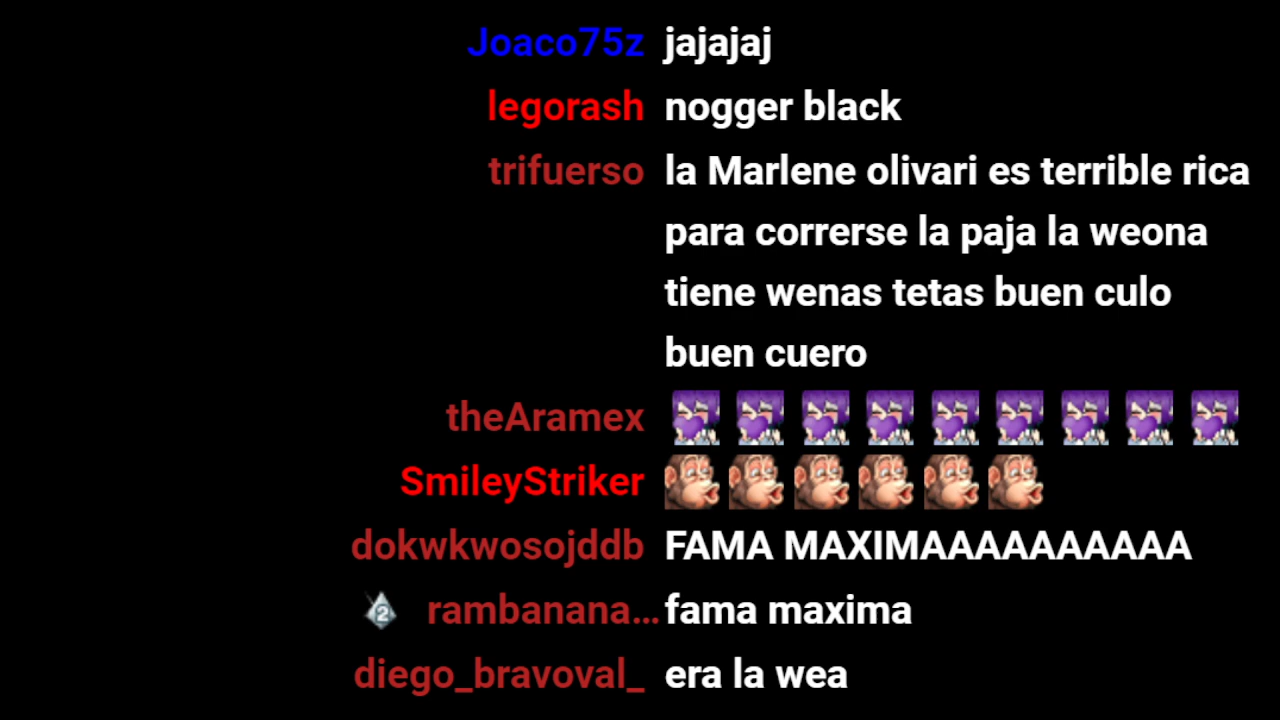 Joaco75z jajajaj
legorash nogger black
trifuerso la Marlene olivari es terrible rica
para correrse la paja la weona
tiene wenas tetas buen culo
buen cuero
theAramex
SmileyStriker
dokwkwosojddb FAMA MAXIMAAAAAAAAAA
2 rambanana… fama maxima
diego_bravoval_ era la wea